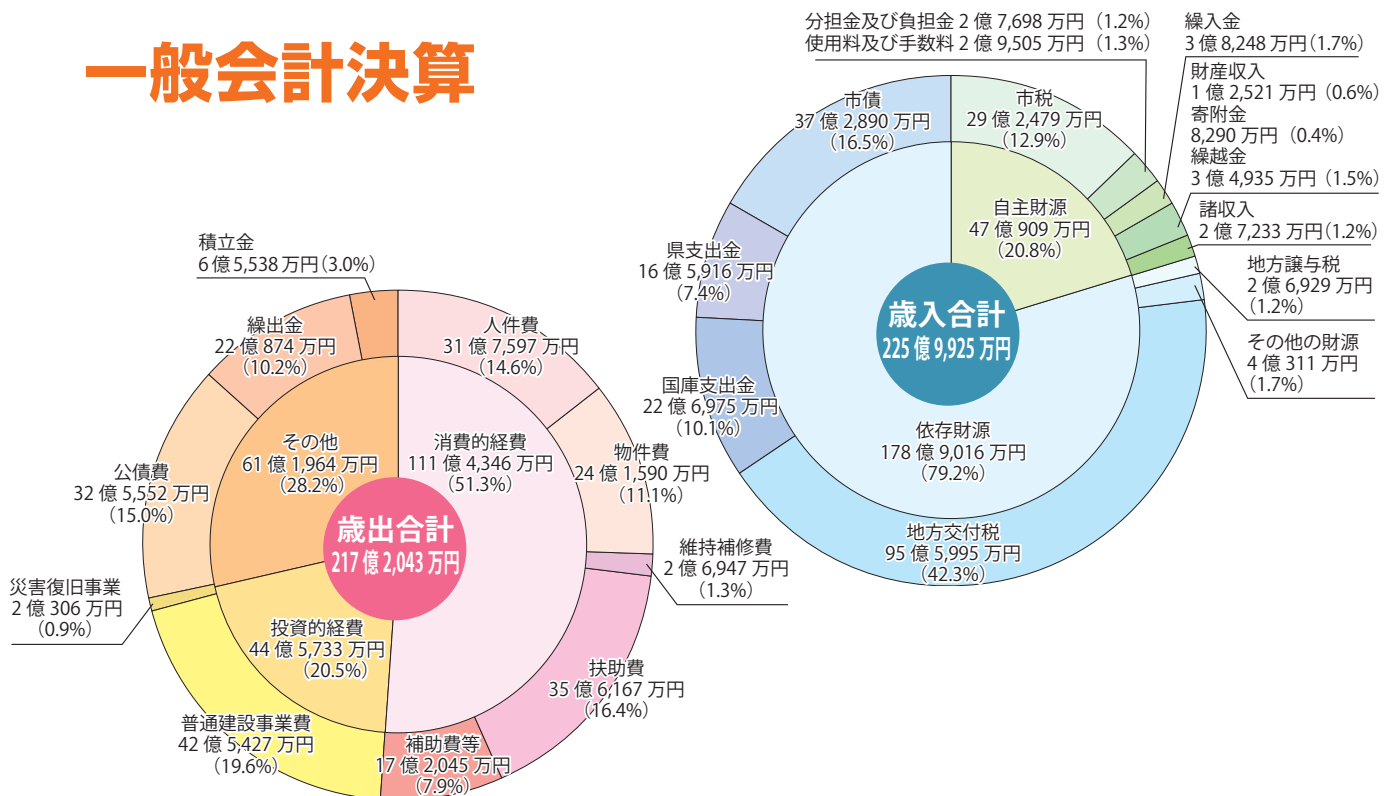 一般会計決算
分担金及び負担金 2 億 7,698 万円（1.2%）
使用料及び手数料 2 億 9,505 万円（1.3%）
繰入金
3 億 8,248 万円(1.7%)
財産収入
1 億 2,521 万円（0.6%）
寄附金
8,290 万円（0.4%）
繰越金
3 億 4,935 万円（1.5%）
諸収入
2 億 7,233 万円(1.2%)
地方譲与税
2 億 6,929 万円
（1.2%）
その他の財源
4 億 311 万円
（1.7%）
市債
37 億 2,890 万円
（16.5%）
市税
29 億 2,479 万円
（12.9%）
自主財源
47 億 909 万円
（20.8%）
県支出金
16 億 5,916 万円
（7.4%）
歳入合計
225 億 9,925 万円
国庫支出金
22 億 6,975 万円
（10.1%）
依存財源
178 億 9,016 万円
（79.2%）
地方交付税
95 億 5,995 万円
（42.3%）
積立金
6 億 5,538 万円（3.0%）
繰出金
22 億 874 万円
（10.2%）
人件費
31 億 7,597 万円
（14.6%）
その他
61 億 1,964 万円
（28.2%）
消費的経費
111 億 4,346 万円
（51.3%）
物件費
24 億 1,590 万円
（11.1%）
公債費
32 億 5,552 万円
（15.0%）
歳出合計
217 億 2,043 万円
維持補修費
2 億 6,947 万円
（1.3%）
災害復旧事業
2 億 306 万円
（0.9%）
投資的経費
44 億 5,733 万円
（20.5%）
扶助費
35 億 6,167 万円
（16.4%）
普通建設事業費
42 億 5,427 万円
（19.6%）
補助費等
17 億 2,045 万円
（7.9%）